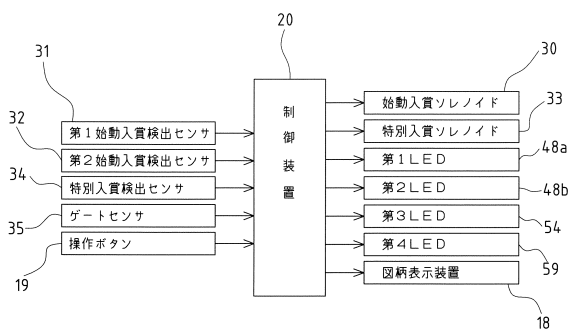 20
31
30
始動入賞ソレノイド
33
制御装置
特別入賞ソレノイド
第1始動入賞検出センサ
32
48a
第1LED
第2始動入賞検出センサ
34
第2LED
48b
特別入賞検出センサ
35
第3LED
54
ゲートセンサ
第4LED
59
操作ボタン
19
図柄表示装置
18